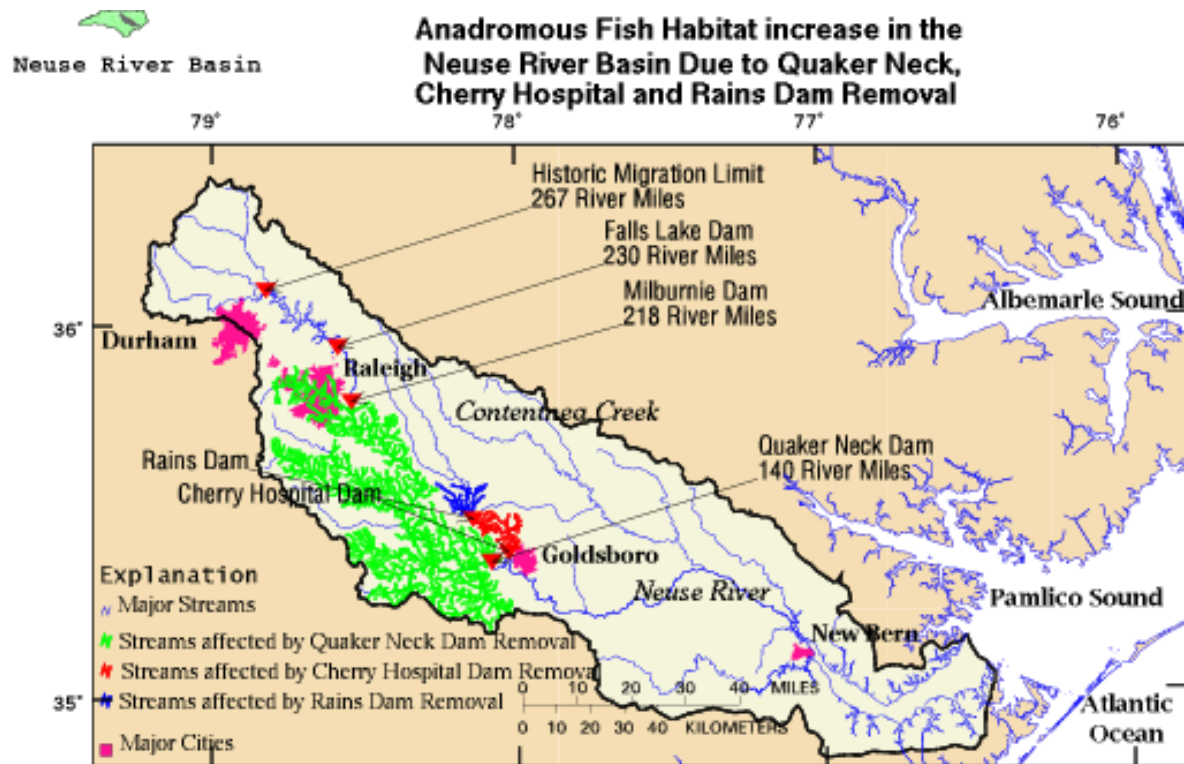 Neuse River Basin
Anadromous Fish Habitat increase in the
Neuse River Basin Due to Quaker Neck,
Cherry Hospital and Rains Dam Removal
79°
78°
77°
76°
Historic Migration Limit
267 River Miles
Falls Lake Dam
230 River Miles
Milburnie Dam
218 River Miles
Albemarle Sound
36°
Durham
Raleigh
Contentnea Creek
Quaker Neck Dam
140 River Miles
Rains Dam
Cherry Hospital Dam
Goldsboro
Neuse River
Pamlico Sound
New Bern
Explanation
Major Streams
Streams affected by Quaker Neck Dam Removal
Streams affected by Cherry Hospital Dam Removal
Streams affected by Rains Dam Removal
Major Cities
0 10 20 30 40 MILES
0 10 20 30 40 KILOMETERS
35°
Atlantic
Ocean